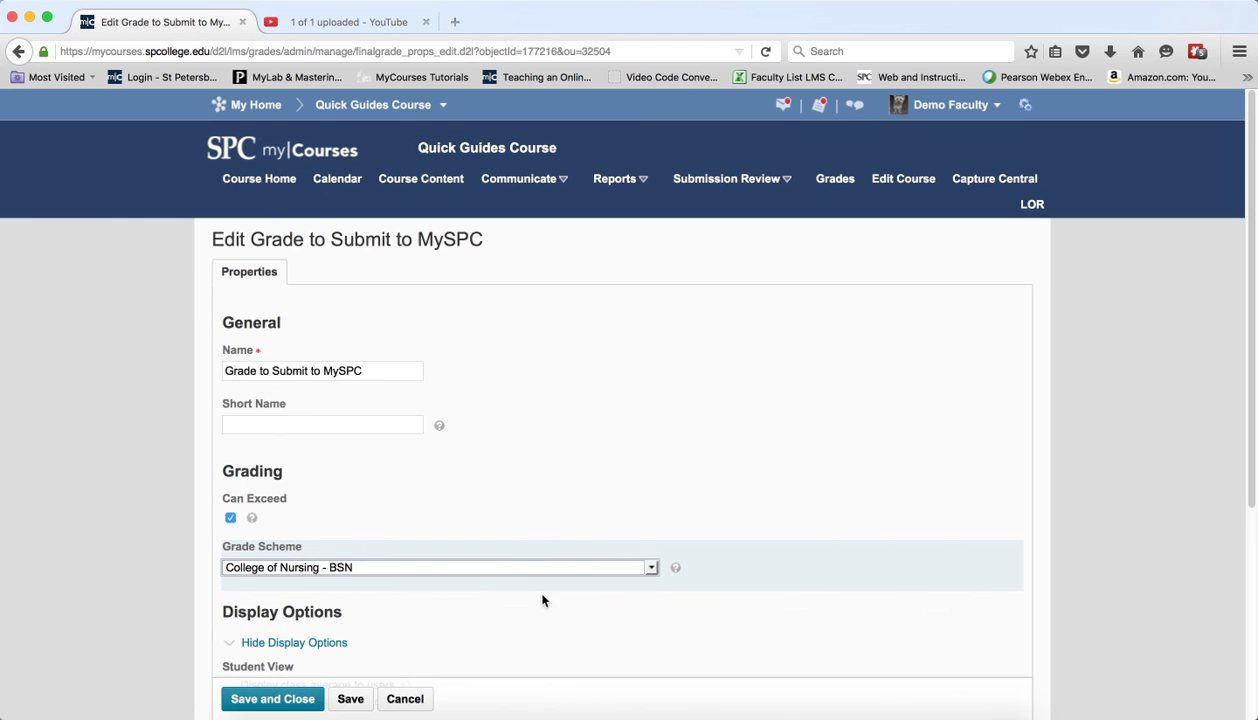 Edit Grade to Submit to My...
1 of 1 uploaded - YouTube
https://mycourses.spcollege.edu/d2l/lms/grades/admin/manage/finalgrade_props_edit.d2l?objectId=177216&ou=32504
Search
5
Most Visited
Login - St Petersb...
MyLab & Masterin...
MyCourses Tutorials
Teaching an Onlin...
Video Code Conve...
Faculty List LMS C...
Web and Instructi...
Pearson Webex En...
Amazon.com: You...
My Home
Quick Guides Course
Demo Faculty
SPC my|Courses
Quick Guides Course
Course Home
Calendar
Course Content
Communicate
Reports
Submission Review
Grades
Edit Course
Capture Central
LOR
Edit Grade to Submit to MySPC
Properties
General
Name *
Grade to Submit to MySPC
Short Name
Grading
Can Exceed
Grade Scheme
College of Nursing - BSN
Display Options
Hide Display Options
Student View
Display class average to users
Save and Close
Save
Cancel